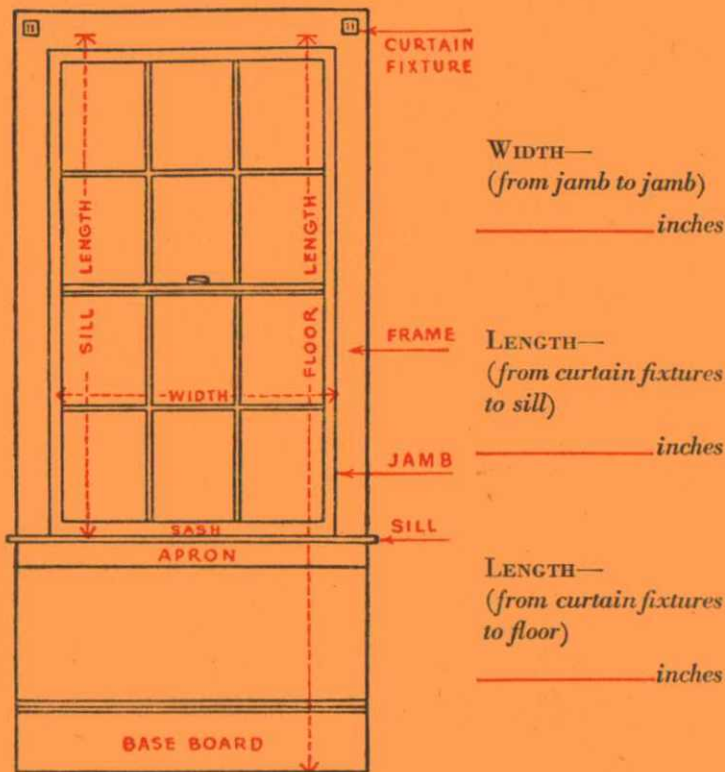 CURTAIN
FIXTURE
SILL LENGTH
FLOOR LENGTH
WIDTH
FRAME
JAMB
SASH
SILL
APRON
BASE BOARD
WIDTH—
(from jamb to jamb)
inches
LENGTH—
(from curtain fixtures
to sill)
inches
LENGTH—
(from curtain fixtures
to floor)
inches